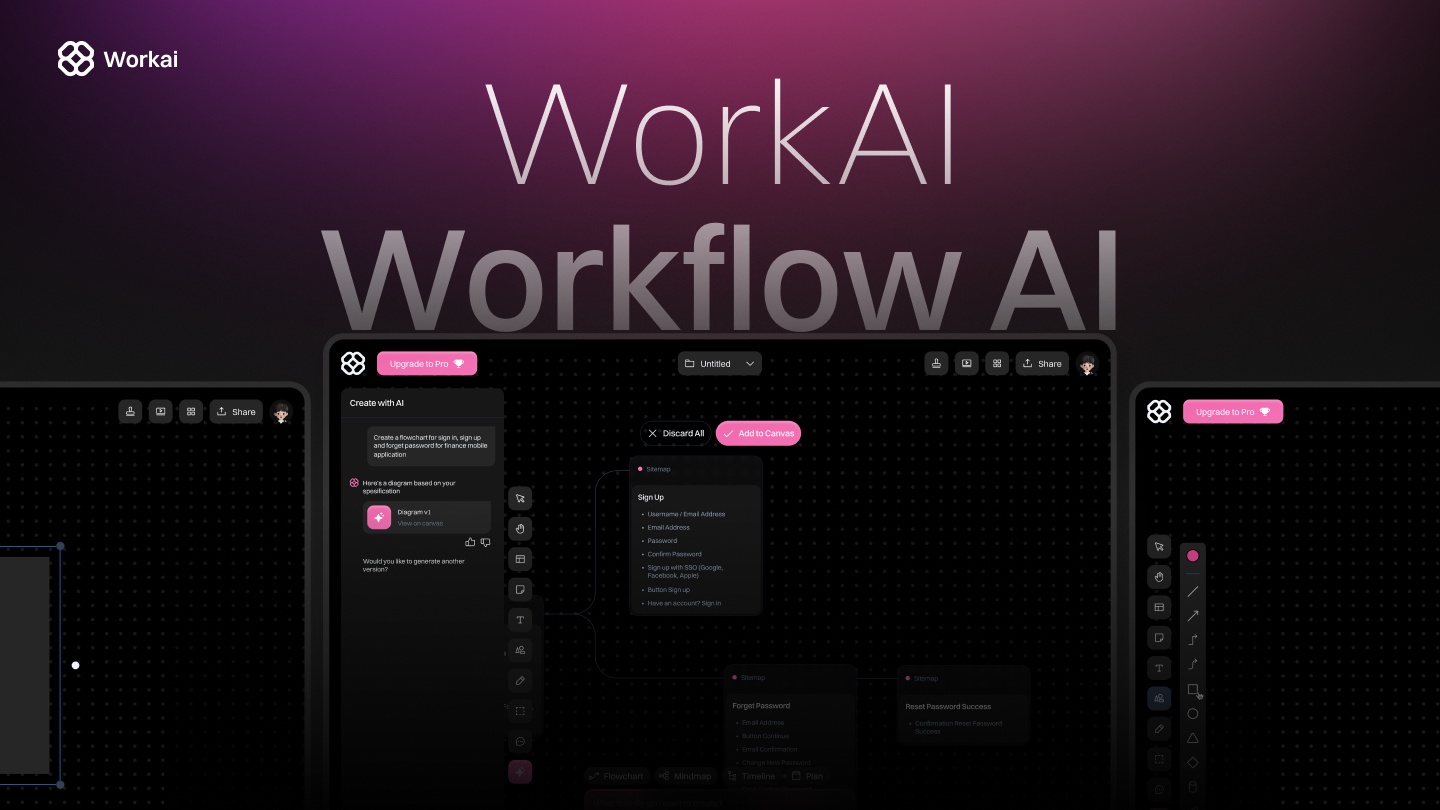 Workai
WorkAI
Workflow AI
Share
Upgrade to Pro
Untitled
Share
Create with AI
Create a flowchart for sign in, sign up
and forget password for finance mobile
application
Here's a diagram based on your
spesification
Diagram v1
View on canvas
Would you like to generate another
version?
Discard All
Add to Canvas
Sitemap
Sign Up
• Username / Email Address
• Email Address
• Password
• Confirm Password
• Sign up with SSO (Google,
Facebook, Apple)
• Button Sign up
• Have an account? Sign in
Sitemap
Forget Password
• Email Address
• Button Continue
• Email Confirmation
• Change New Password
Sitemap
Reset Password Success
• Confirmation Reset Password
Success
Flowchart
Mindmap
Timeline
Plan
Upgrade to Pro